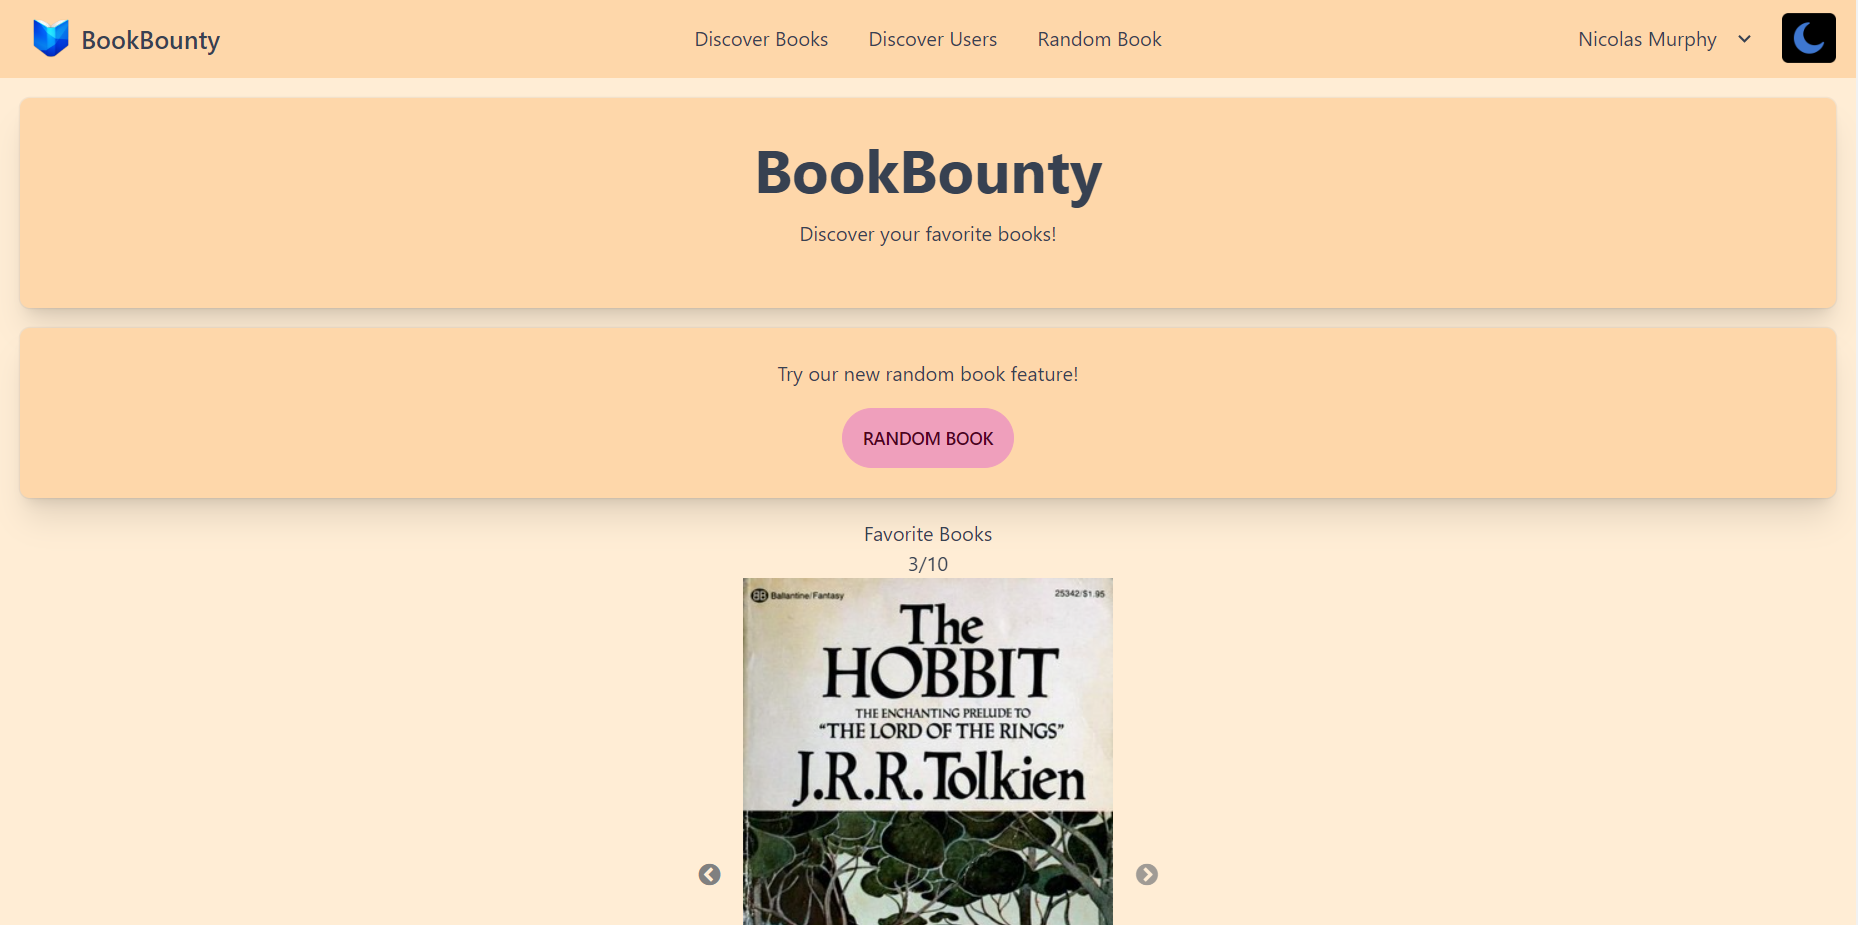 BookBounty
Discover Books
Discover Users
Random Book
Nicolas Murphy
BookBounty
Discover your favorite books!
Try our new random book feature!
RANDOM BOOK
Favorite Books
3/10
BB Ballantine/Fantasy
25342/$1.95
The
HOBBIT
THE ENCHANTING PRELUDE TO
"THE LORD OF THE RINGS"
J.R.R. Tolkien